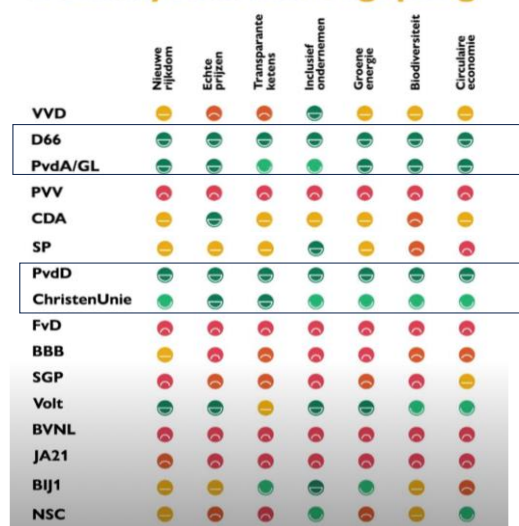 Nieuwe rijkdom
Echte prijzen
Transparante ketens
Inclusief ondernemen
Groene energie
Biodiversiteit
Circulaire economie
VVD
D66
PvdA/GL
PVV
CDA
SP
PvdD
ChristenUnie
FvD
BBB
SGP
Volt
BVNL
JA21
BIJ1
NSC